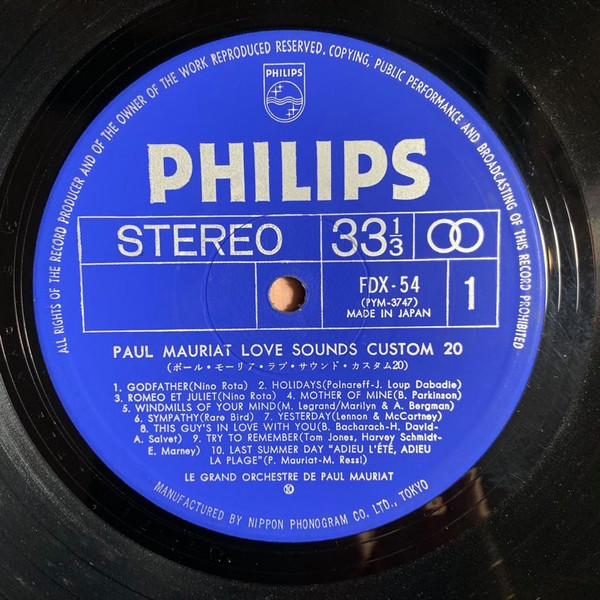 ALL RIGHTS OF THE RECORD PRODUCER AND OF THE OWNER OF THE WORK REPRODUCED RESERVED. COPYING, PUBLIC PERFORMANCE AND BROADCASTING OF THIS RECORD PROHIBITED
PHILIPS
PHILIPS
STEREO 33 1/3
FDX-54
(PYM-3747)
MADE IN JAPAN
1
PAUL MAURIAT LOVE SOUNDS CUSTOM 20
(ポール・モーリア・ラブ・サウンド・カスタム20)
1. GODFATHER(Nino Rota) 2. HOLIDAYS(Polnareff-J. Loup Dabadie)
3. ROMEO ET JULIET(Nino Rota) 4. MOTHER OF MINE(B. Parkinson)
5. WINDMILLS OF YOUR MIND(M. Legrand/Marilyn & A. Bergman)
6. SYMPATHY(Rare Bird) 7. YESTERDAY(Lennon & McCartney)
8. THIS GUY'S IN LOVE WITH YOU(B. Bacharach-H. David-
A. Salvet) 9. TRY TO REMEMBER(Tom Jones, Harvey Schmidt-
E. Marney) 10. LAST SUMMER DAY "ADIEU L'ÉTÉ, ADIEU
LA PLAGE"(P. Mauriat-M. Ressi)
LE GRAND ORCHESTRE DE PAUL MAURIAT
MANUFACTURED BY NIPPON PHONOGRAM CO. LTD., TOKYO